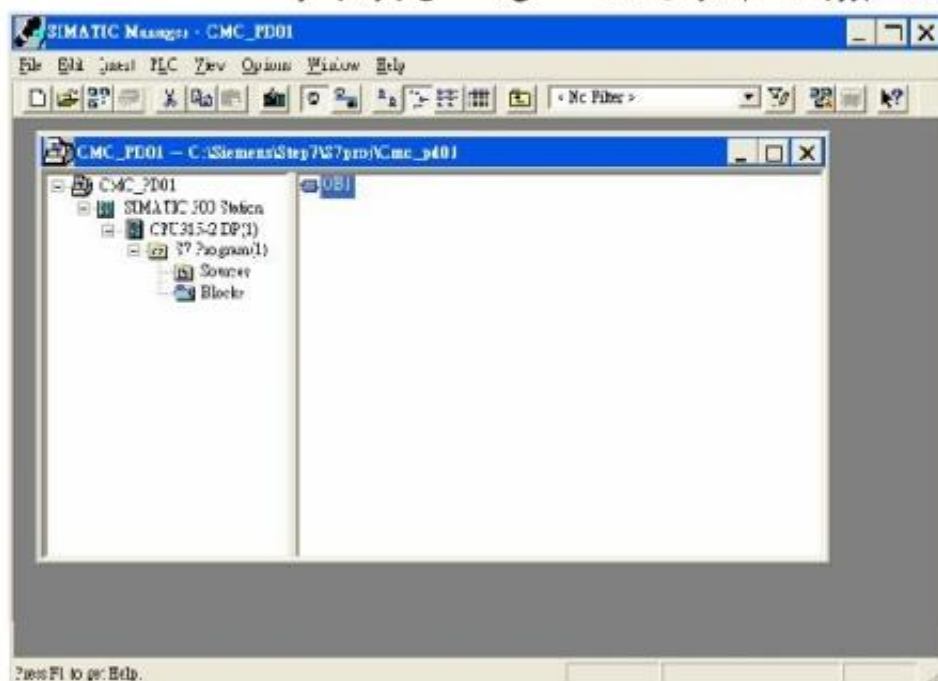 SIMATIC Manager - CMC_PD01
File Edit Insert PLC View Options Window Help
< No Filter >
CMC_PD01 -- C:\Siemens\Step7\S7proj\Cmc_pd01
CMC_PD01
SIMATIC 300 Station
CPU315-2 DP(1)
S7 Program(1)
Sources
Blocks
OB1
Press F1 to get Help.